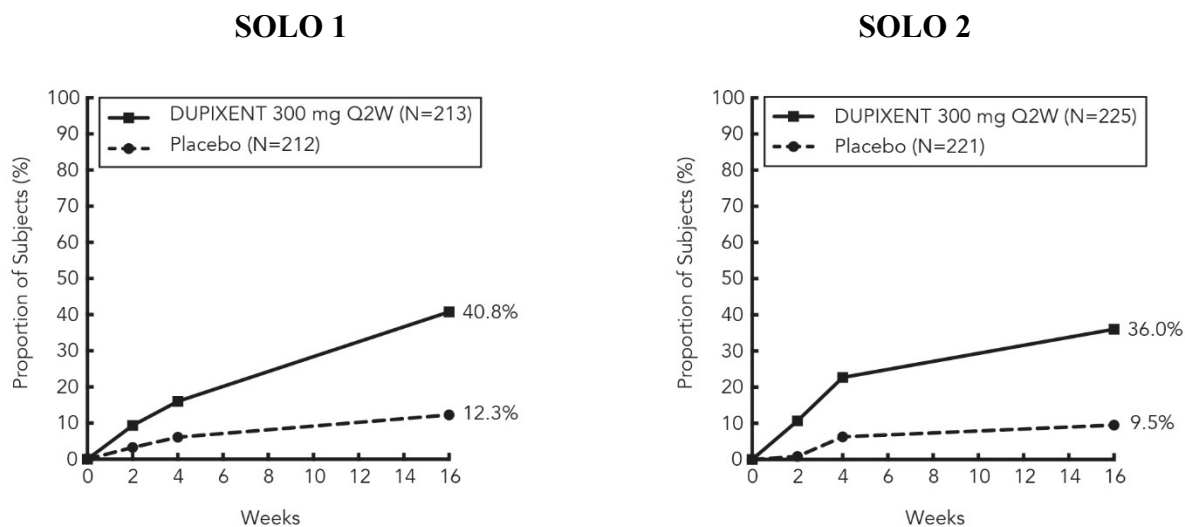 SOLO 1
DUPIXENT 300 mg Q2W (N=213)
Placebo (N=212)
Proportion of Subjects (%)
100
90
80
70
60
50
40
30
20
10
0
40.8%
12.3%
0 2 4 6 8 10 12 14 16
Weeks
SOLO 2
DUPIXENT 300 mg Q2W (N=225)
Placebo (N=221)
Proportion of Subjects (%)
100
90
80
70
60
50
40
30
20
10
0
36.0%
9.5%
0 2 4 6 8 10 12 14 16
Weeks